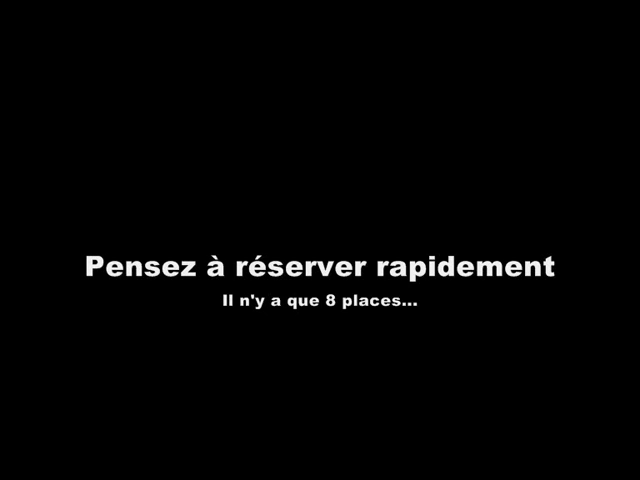 Pensez à réserver rapidement
Il n'y a que 8 places...